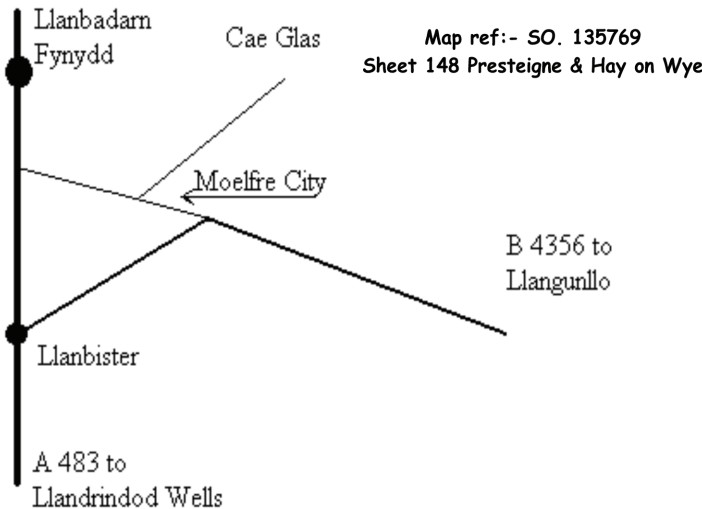 Llanbadarn
Fynydd
Cae Glas
Map ref:- SO. 135769
Sheet 148 Presteigne & Hay on Wye
Moelfre City
B 4356 to
Llangunllo
Llanbister
A 483 to
Llandrindod Wells